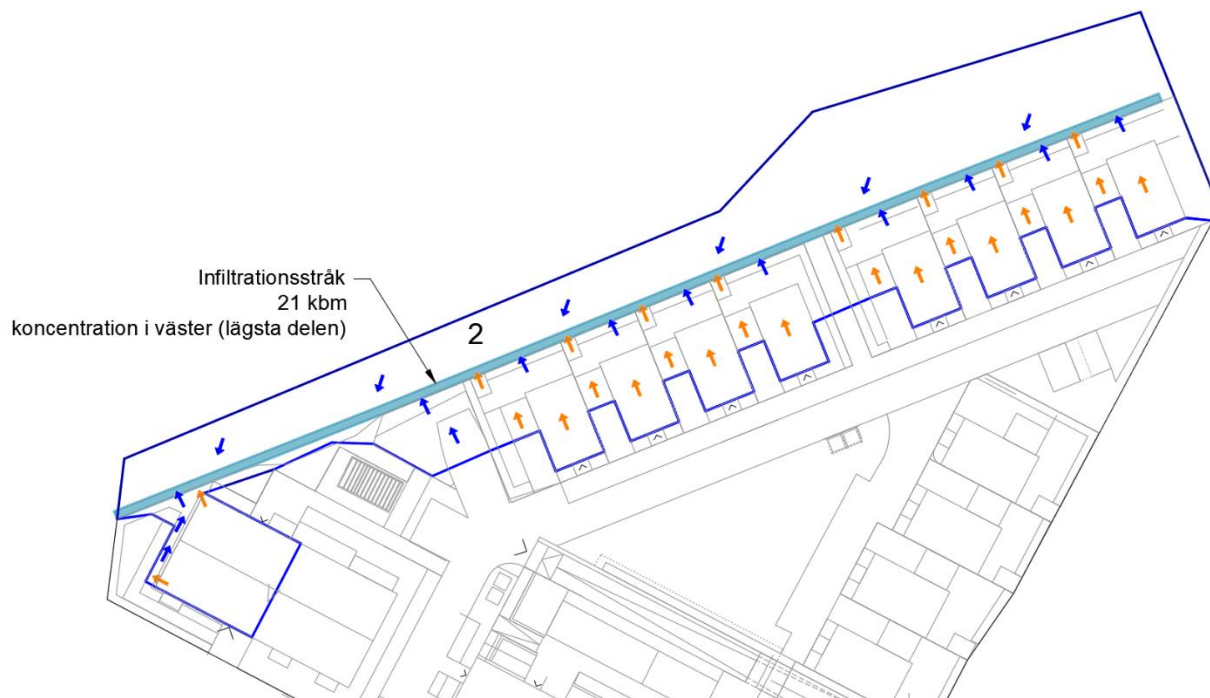 Infiltrationsstråk
21 kbm
koncentration i väster (lägsta delen)
2